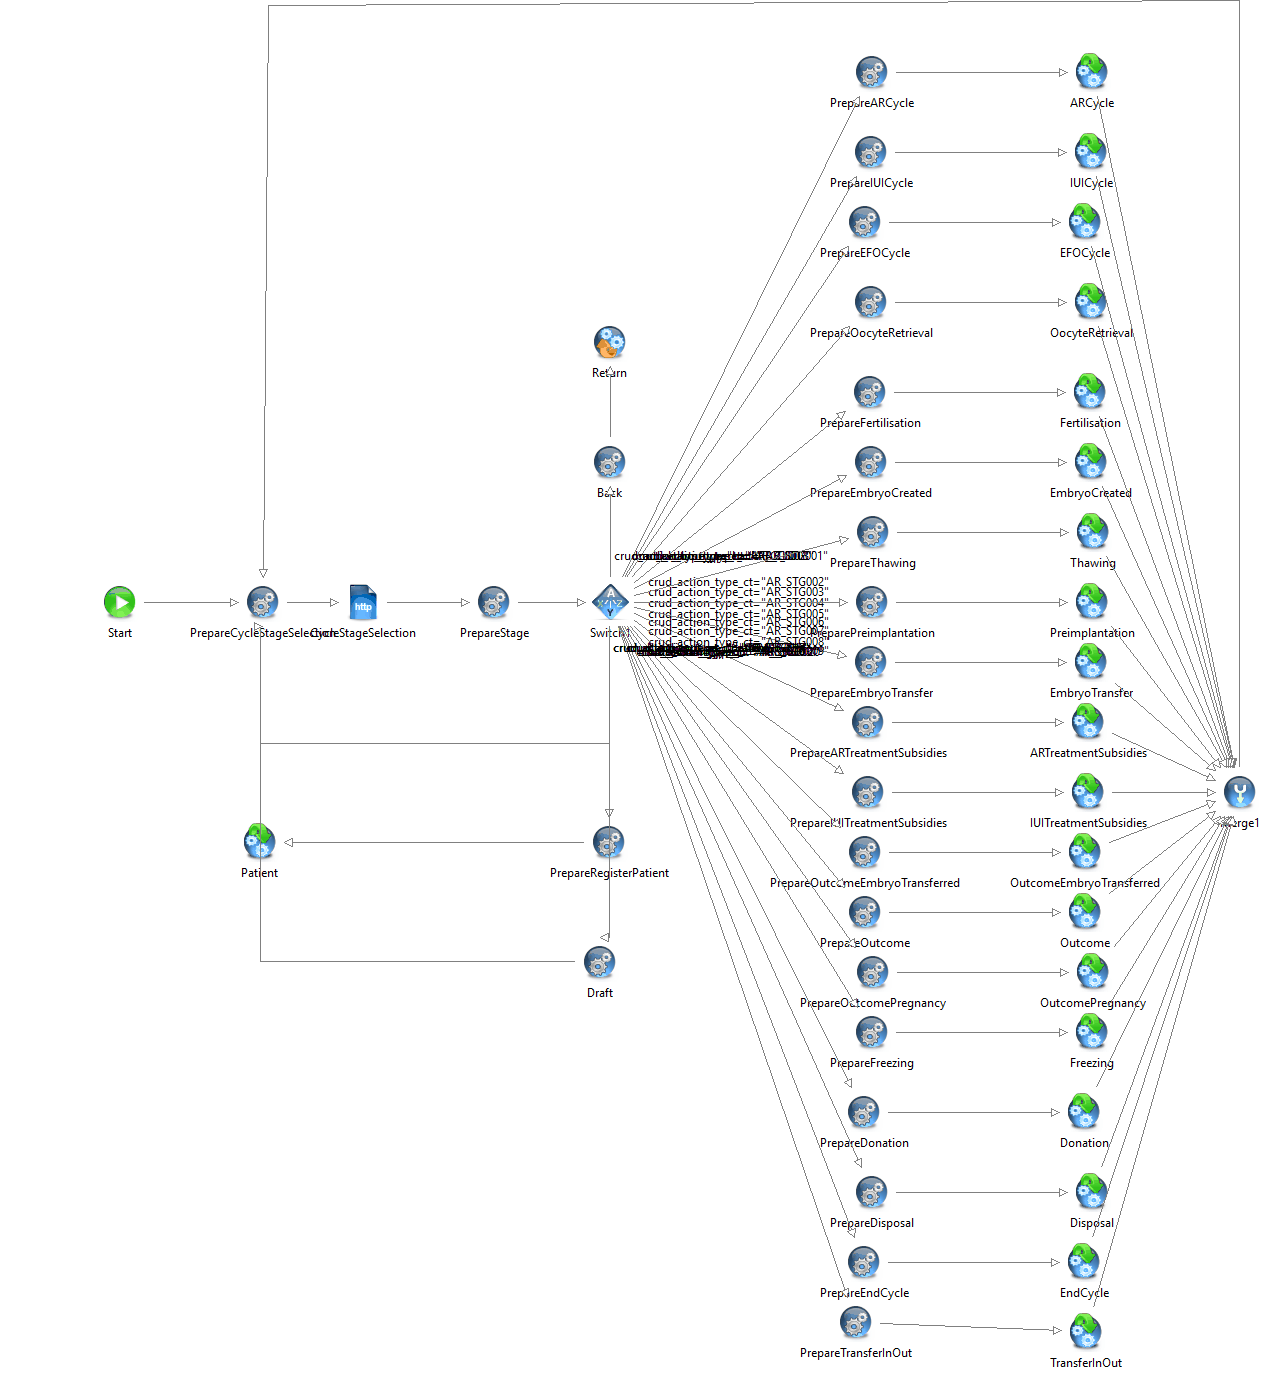 PrepareARCycle
ARCycle
PrepareIUICycle
IUICycle
PrepareEFOCycle
EFOCycle
PrepareOocyteRetrieval
OocyteRetrieval
Return
PrepareFertilisation
Fertilisation
Back
PrepareEmbryoCreated
EmbryoCreated
PrepareThawing
Thawing
crud_action_type_ct="AR_STG002"
crud_action_type_ct="AR_STG003"
crud_action_type_ct="AR_STG004"
crud_action_type_ct="AR_STG005"
crud_action_type_ct="AR_STG006"
crud_action_type_ct="AR_STG007"
crud_action_type_ct="AR_STG008"
http
Start
PrepareCycleStageSelection
CycleStageSelection
PrepareStage
Switch1
PreparePreimplantation
Preimplantation
PrepareEmbryoTransfer
EmbryoTransfer
PrepareARTreatmentSubsidies
ARTreatmentSubsidies
PrepareIUITreatmentSubsidies
IUITreatmentSubsidies
Merge1
Patient
PrepareRegisterPatient
PrepareOutcomeEmbryoTransferred
OutcomeEmbryoTransferred
PrepareOutcome
Outcome
Draft
PrepareOutcomePregnancy
OutcomePregnancy
PrepareFreezing
Freezing
PrepareDonation
Donation
PrepareDisposal
Disposal
PrepareEndCycle
EndCycle
PrepareTransferInOut
TransferInOut